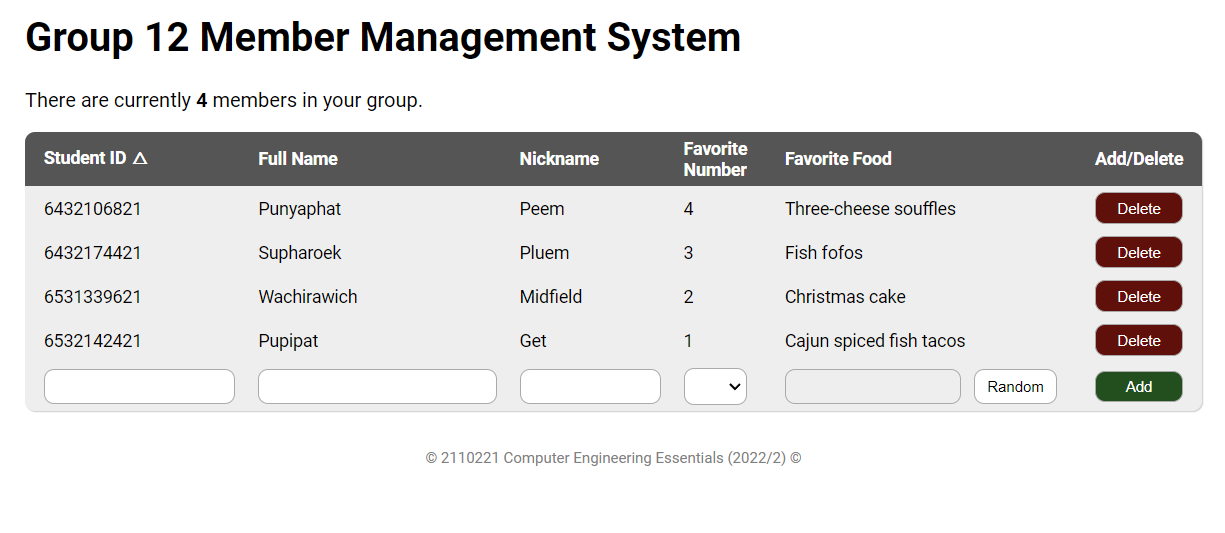 Group 12 Member Management System
There are currently 4 members in your group.
Student ID △ Full Name Nickname Favorite Number Favorite Food Add/Delete
6432106821 Punyaphat Peem 4 Three-cheese souffles Delete
6432174421 Supharoek Pluem 3 Fish fofos Delete
6531339621 Wachirawich Midfield 2 Christmas cake Delete
6532142421 Pupipat Get 1 Cajun spiced fish tacos Delete
Random Add
© 2110221 Computer Engineering Essentials (2022/2) ©